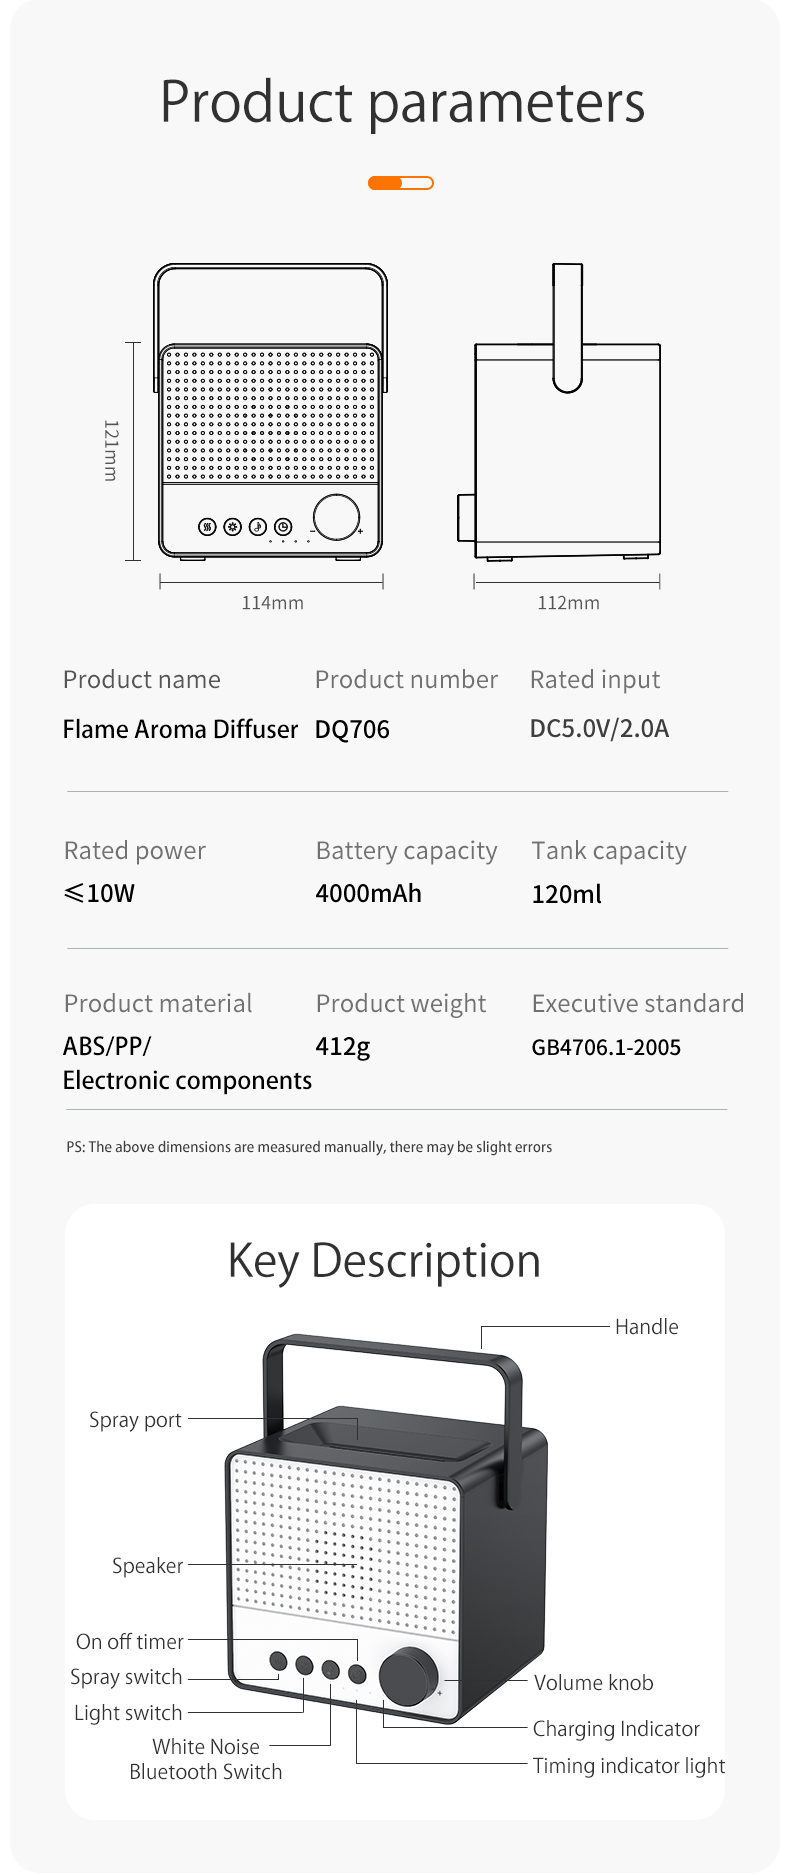 Product parameters
121mm
114mm
112mm
Product name
Product number
Rated input
Flame Aroma Diffuser
DQ706
DC5.0V/2.0A
Rated power
Battery capacity
Tank capacity
≤10W
4000mAh
120ml
Product material
Product weight
Executive standard
ABS/PP/
Electronic components
412g
GB4706.1-2005
PS: The above dimensions are measured manually, there may be slight errors
Key Description
Handle
Spray port
Speaker
On off timer
Spray switch
Volume knob
Light switch
Charging Indicator
White Noise
Bluetooth Switch
Timing indicator light